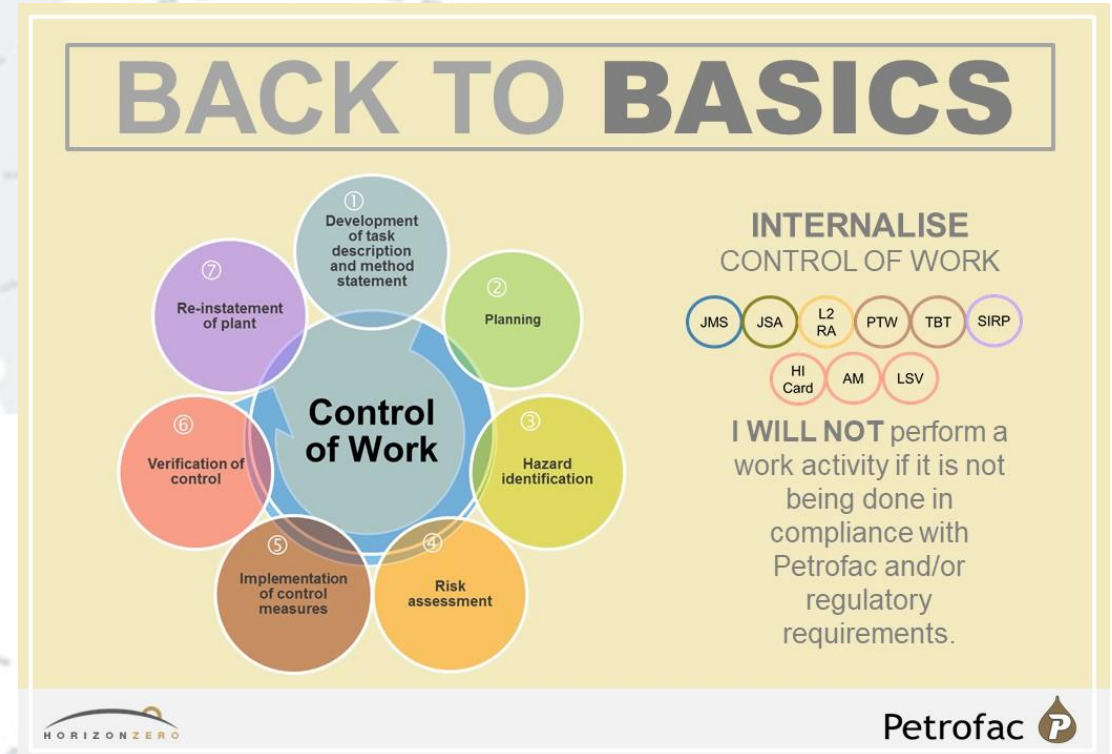 BACK TO BASICS
①
Development
of task
description
and method
statement
②
Planning
③
Hazard
identification
④
Risk
assessment
⑤
Implementation
of control
measures
⑥
Verification of
control
⑦
Re-instatement
of plant
Control
of Work
INTERNALISE
CONTROL OF WORK
JMS
JSA
L2
RA
PTW
TBT
SIRP
HI
Card
AM
LSV
I WILL NOT perform a
work activity if it is not
being done in
compliance with
Petrofac and/or
regulatory
requirements.
HORIZONZERO
Petrofac P